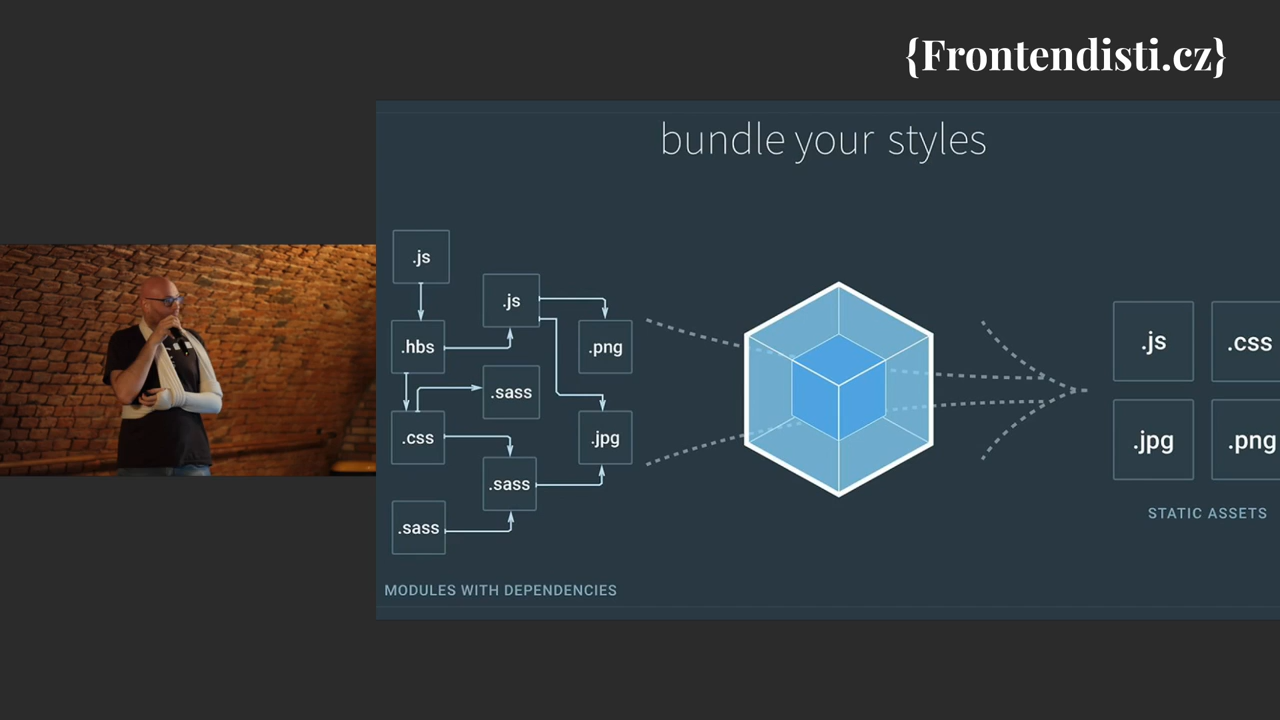 {Frontendisti.cz}
bundle your styles
.js
.js
.hbs
.png
.sass
.css
.jpg
.sass
.sass
MODULES WITH DEPENDENCIES
.js
.css
.jpg
.png
STATIC ASSETS